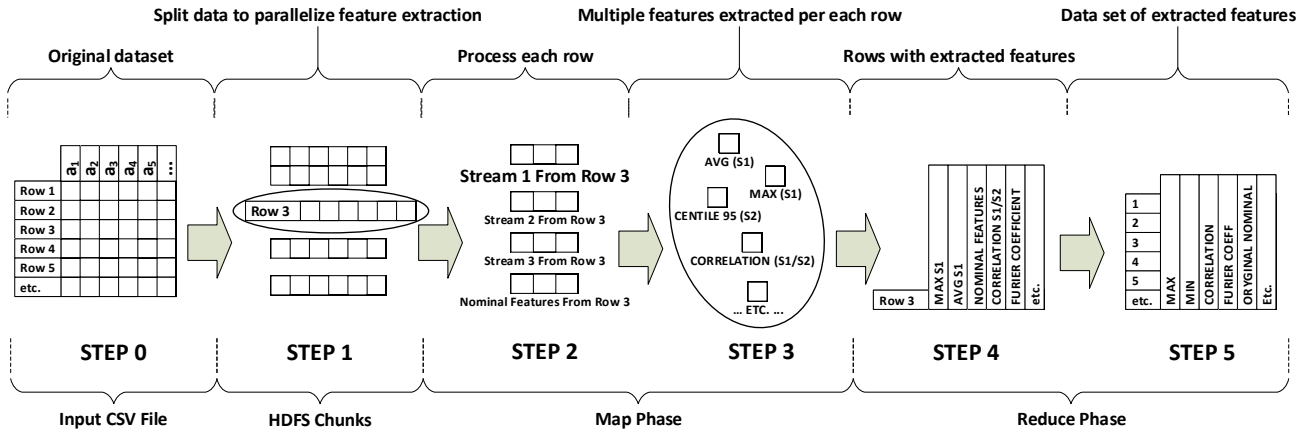 Split data to parallelize feature extraction
Multiple features extracted per each row
Data set of extracted features
Original dataset
Process each row
Rows with extracted features
a1
a2
a3
a4
a5
...
Row 1
Row 2
Row 3
Row 4
Row 5
etc.
Row 3
Stream 1 From Row 3
Stream 2 From Row 3
Stream 3 From Row 3
Nominal Features From Row 3
AVG (S1)
MAX (S1)
CENTILE 95 (S2)
CORRELATION (S1/S2)
... ETC. ...
Row 3
MAX S1
AVG S1
NOMINAL FEATURES
CORRELATION S1/S2
FURIER COEFFICIENT
etc.
1
2
3
4
5
etc.
MAX
MIN
CORRELATION
FURIER COEFF
ORYGINAL NOMINAL
Etc.
STEP 0
STEP 1
STEP 2
STEP 3
STEP 4
STEP 5
Input CSV File
HDFS Chunks
Map Phase
Reduce Phase